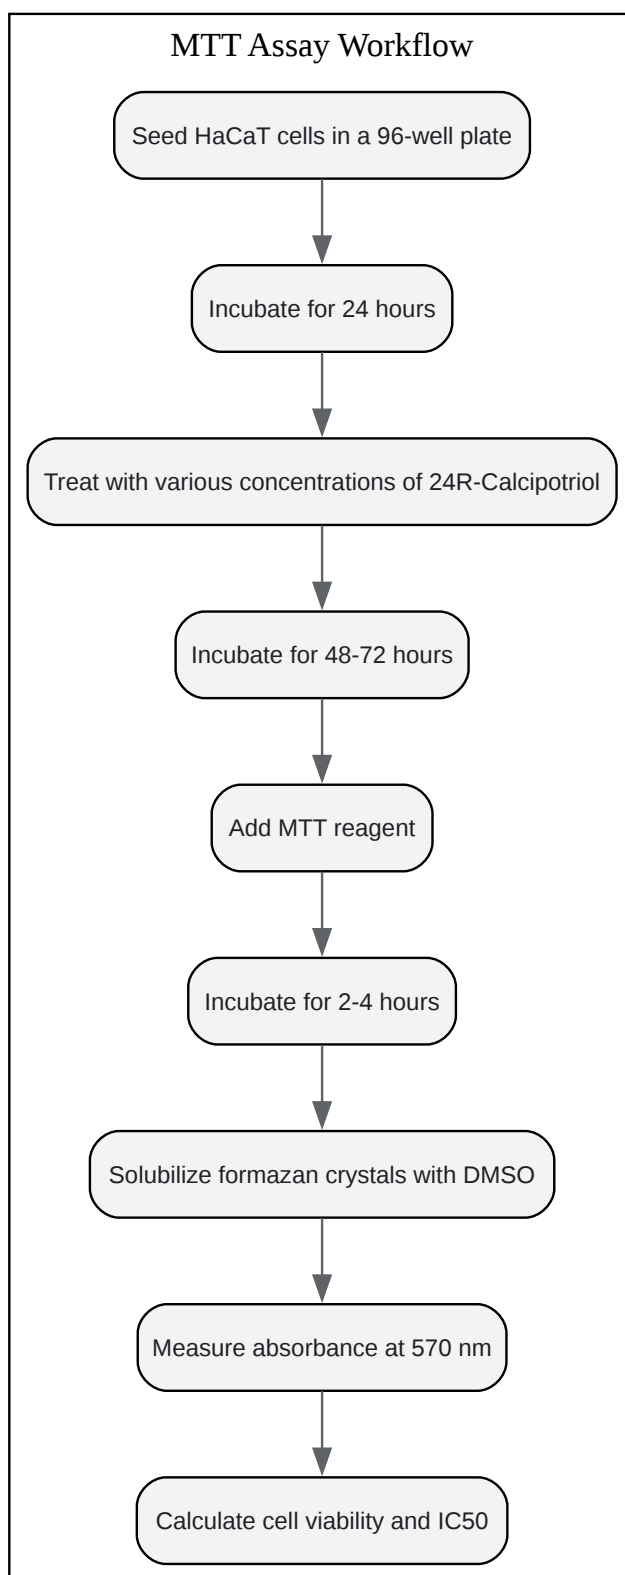 MTT Assay Workflow
Seed HaCaT cells in a 96-well plate
Incubate for 24 hours
Treat with various concentrations of 24R-Calcipotriol
Incubate for 48-72 hours
Add MTT reagent
Incubate for 2-4 hours
Solubilize formazan crystals with DMSO
Measure absorbance at 570 nm
Calculate cell viability and IC50